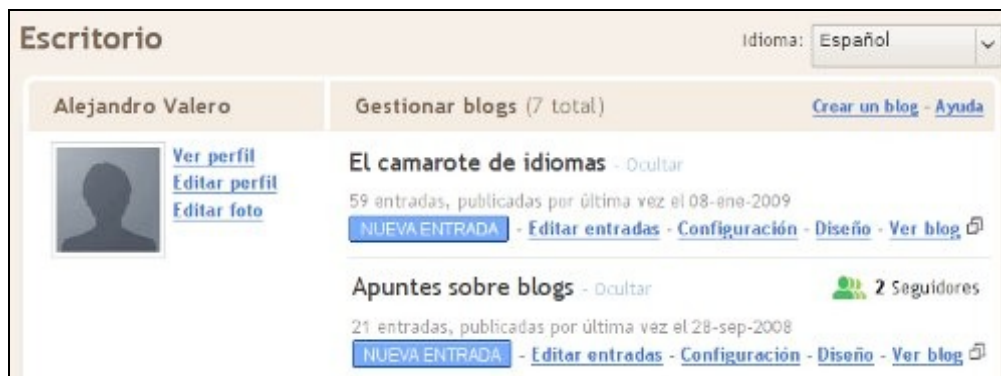 Escritorio
Idioma: Español
Alejandro Valero
Gestionar blogs (7 total)
Crear un blog - Ayuda
Ver perfil
Editar perfil
Editar foto
El camarote de idiomas - Ocultar
59 entradas, publicadas por última vez el 08-ene-2009
NUEVA ENTRADA - Editar entradas - Configuración - Diseño - Ver blog
Apuntes sobre blogs - Ocultar
2 Seguidores
21 entradas, publicadas por última vez el 28-sep-2008
NUEVA ENTRADA - Editar entradas - Configuración - Diseño - Ver blog